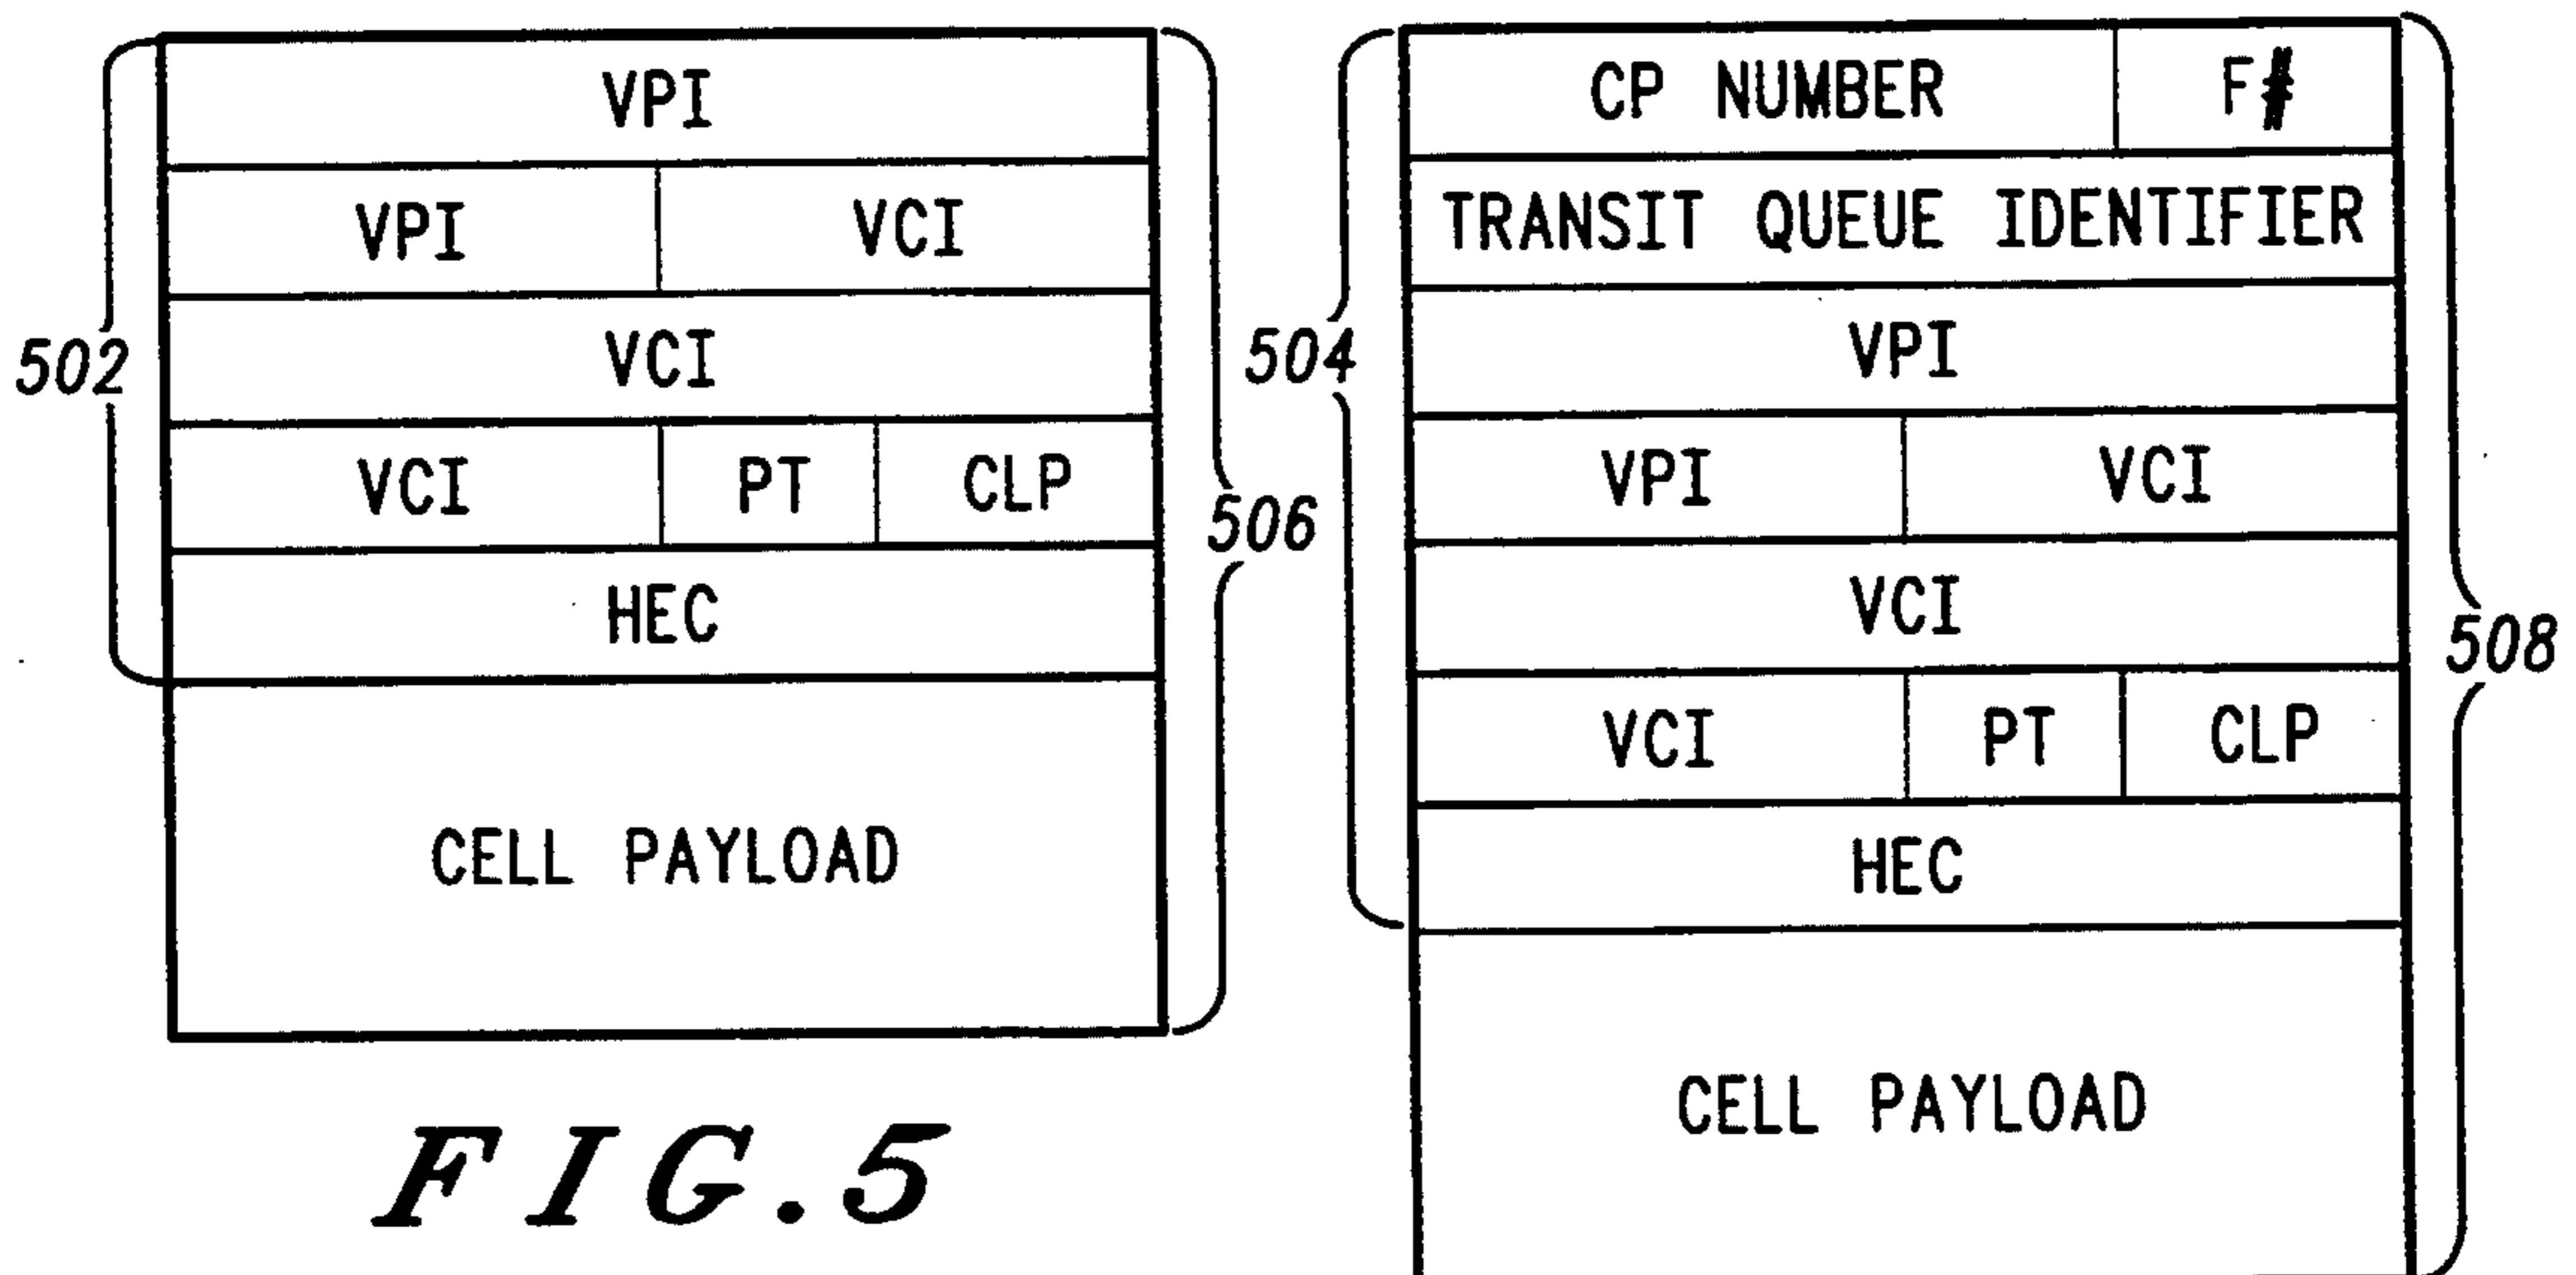 VPI
VPI VCI
VCI
VCI PT CLP
HEC
CELL PAYLOAD
502
506
FIG.5
CP NUMBER F#
TRANSIT QUEUE IDENTIFIER
VPI
VPI VCI
VCI
VCI PT CLP
HEC
CELL PAYLOAD
504
508